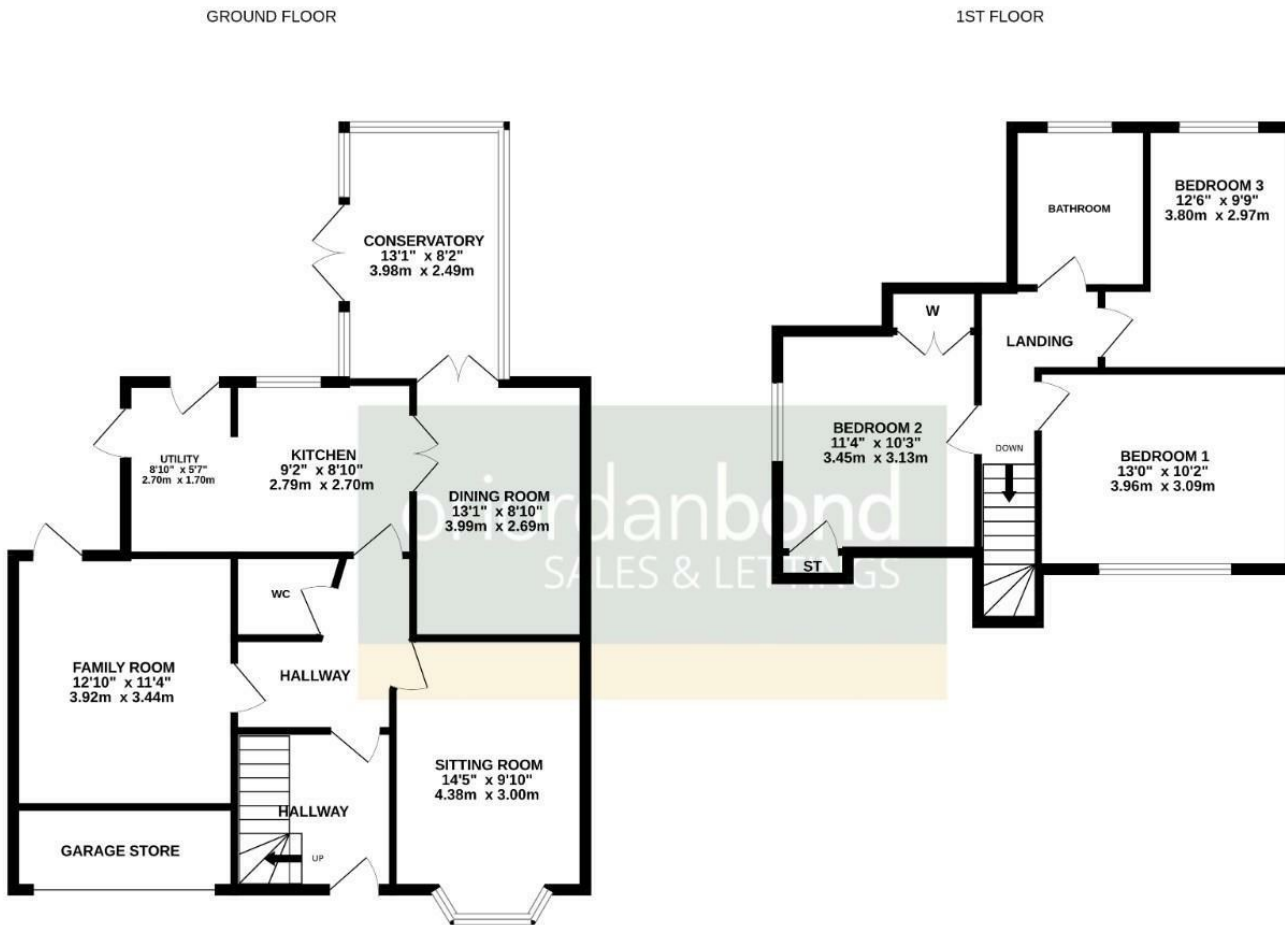 GROUND FLOOR
1ST FLOOR
CONSERVATORY
13'1" x 8'2"
3.98m x 2.49m
UTILITY
8'10" x 5'7"
2.70m x 1.70m
KITCHEN
9'2" x 8'10"
2.79m x 2.70m
DINING ROOM
13'1" x 8'10"
3.99m x 2.69m
WC
FAMILY ROOM
12'10" x 11'4"
3.92m x 3.44m
HALLWAY
SITTING ROOM
14'5" x 9'10"
4.38m x 3.00m
HALLWAY
UP
GARAGE STORE
BATHROOM
BEDROOM 3
12'6" x 9'9"
3.80m x 2.97m
W
LANDING
BEDROOM 2
11'4" x 10'3"
3.45m x 3.13m
DOWN
BEDROOM 1
13'0" x 10'2"
3.96m x 3.09m
ST
SALES & LETTINGS